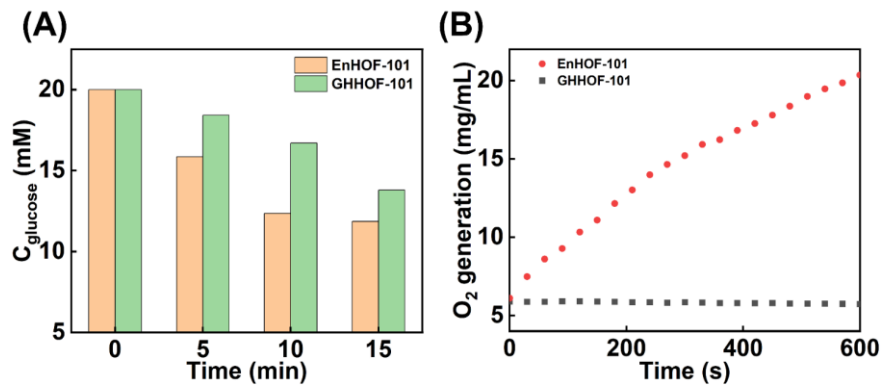 (A)
C_glucose (mM)
20
15
10
5
EnHOF-101
GHHOF-101
0 5 10 15
Time (min)
(B)
O₂ generation (mg/mL)
20
15
10
5
EnHOF-101
GHHOF-101
0 200 400 600
Time (s)